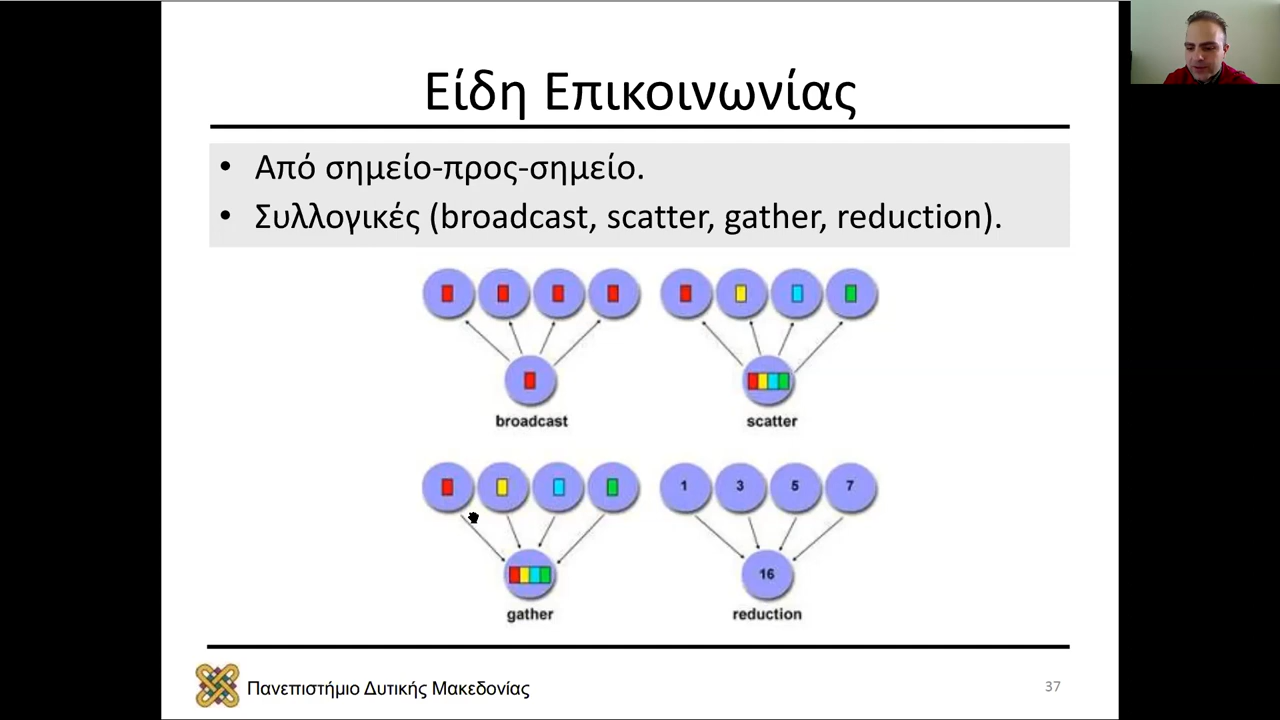 Είδη Επικοινωνίας
• Από σημείο-προς-σημείο.
• Συλλογικές (broadcast, scatter, gather, reduction).
broadcast
scatter
1 3 5 7
16
gather
reduction
Πανεπιστήμιο Δυτικής Μακεδονίας
37